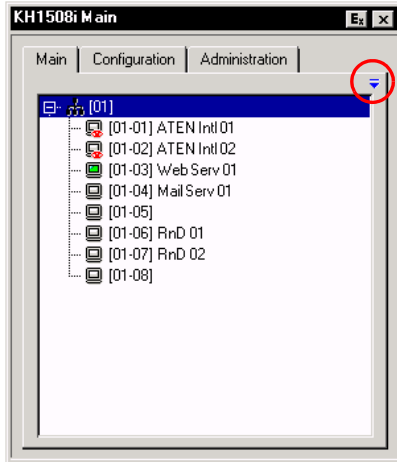 KH1508i Main
Ex
Main Configuration Administration
[01]
[01-01] ATEN Intl 01
[01-02] ATEN Intl 02
[01-03] Web Serv 01
[01-04] Mail Serv 01
[01-05]
[01-06] RnD 01
[01-07] RnD 02
[01-08]